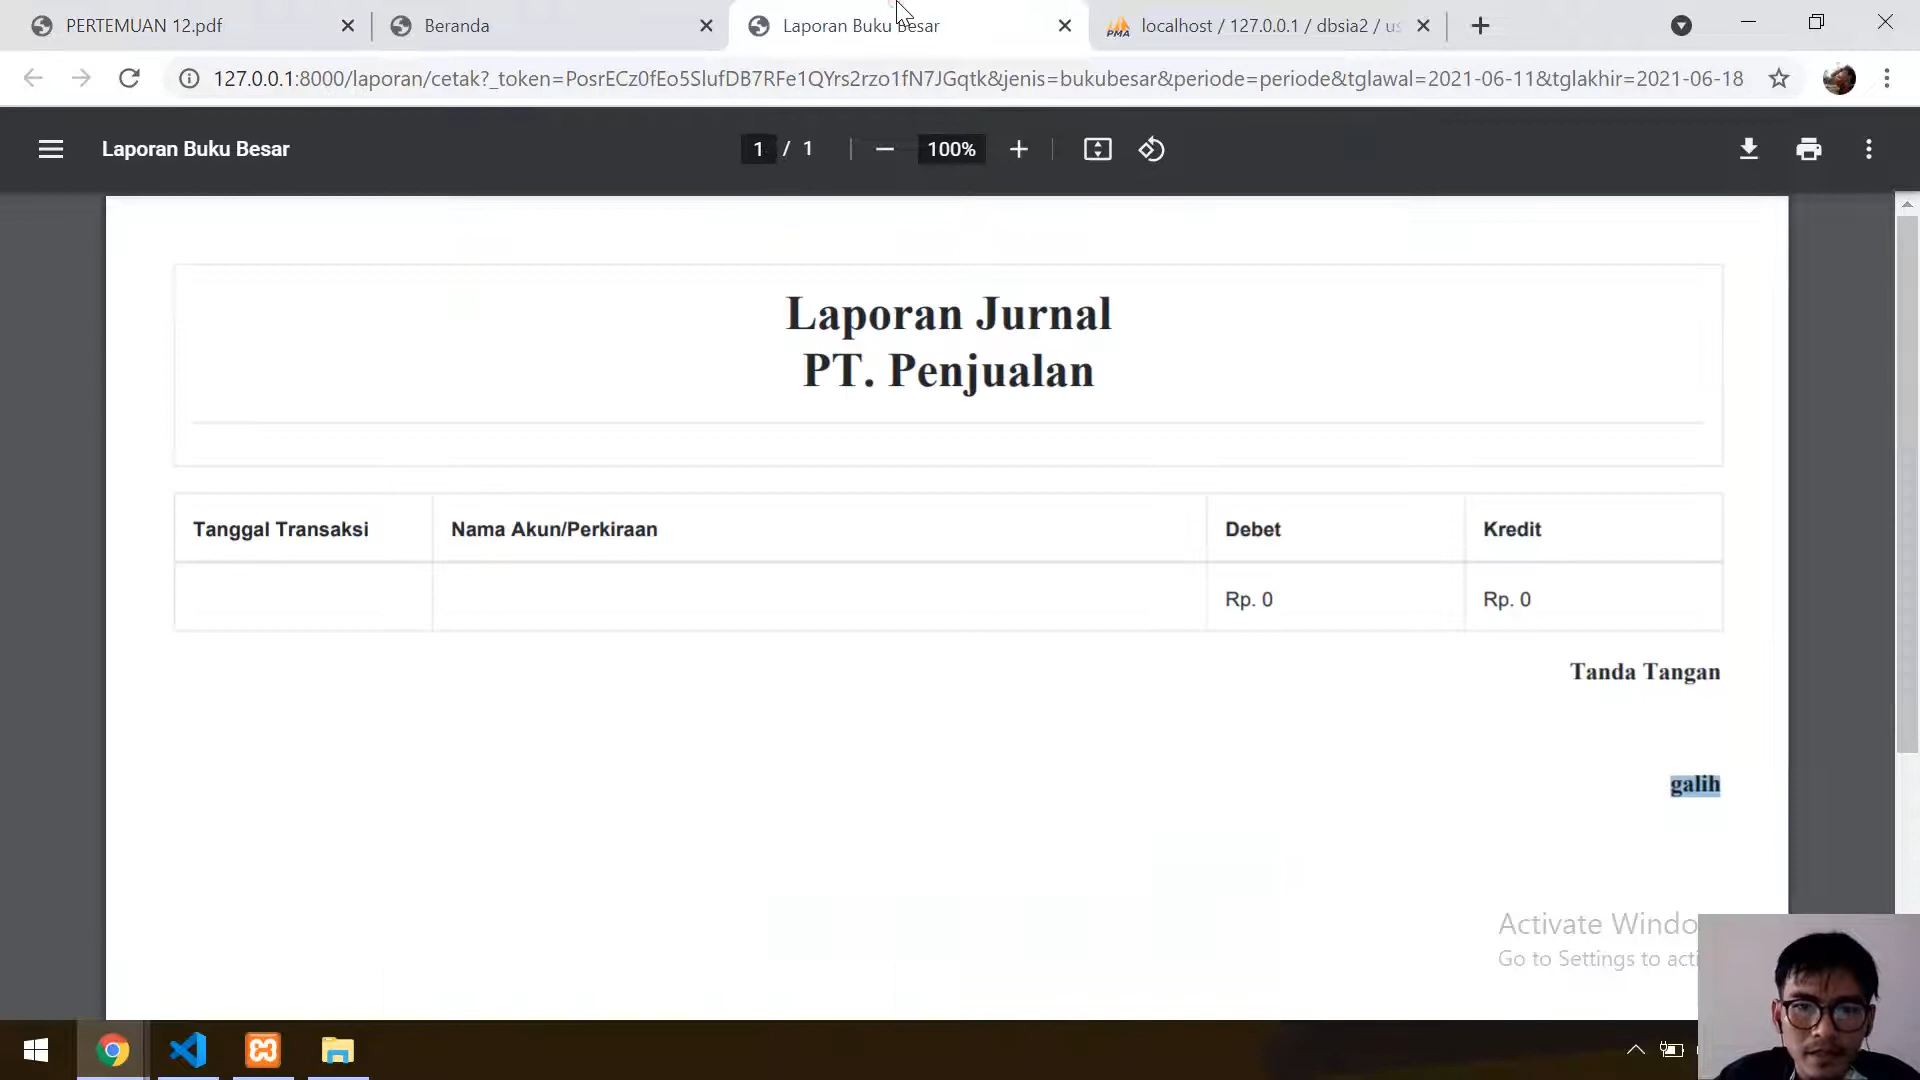 PERTEMUAN 12.pdf
Beranda
Laporan Buku Besar
localhost / 127.0.0.1 / dbsia2 / us
127.0.0.1:8000/laporan/cetak?_token=PosrECz0fEo5SlufDB7RFe1QYrs2rzo1fN7JGqtk&jenis=bukubesar&periode=periode&tglawal=2021-06-11&tglakhir=2021-06-18
Laporan Buku Besar
1 / 1
100%
Laporan Jurnal
PT. Penjualan
Tanggal Transaksi Nama Akun/Perkiraan Debet Kredit
Rp. 0 Rp. 0
Tanda Tangan
galih
Activate Windo
Go to Settings to acti